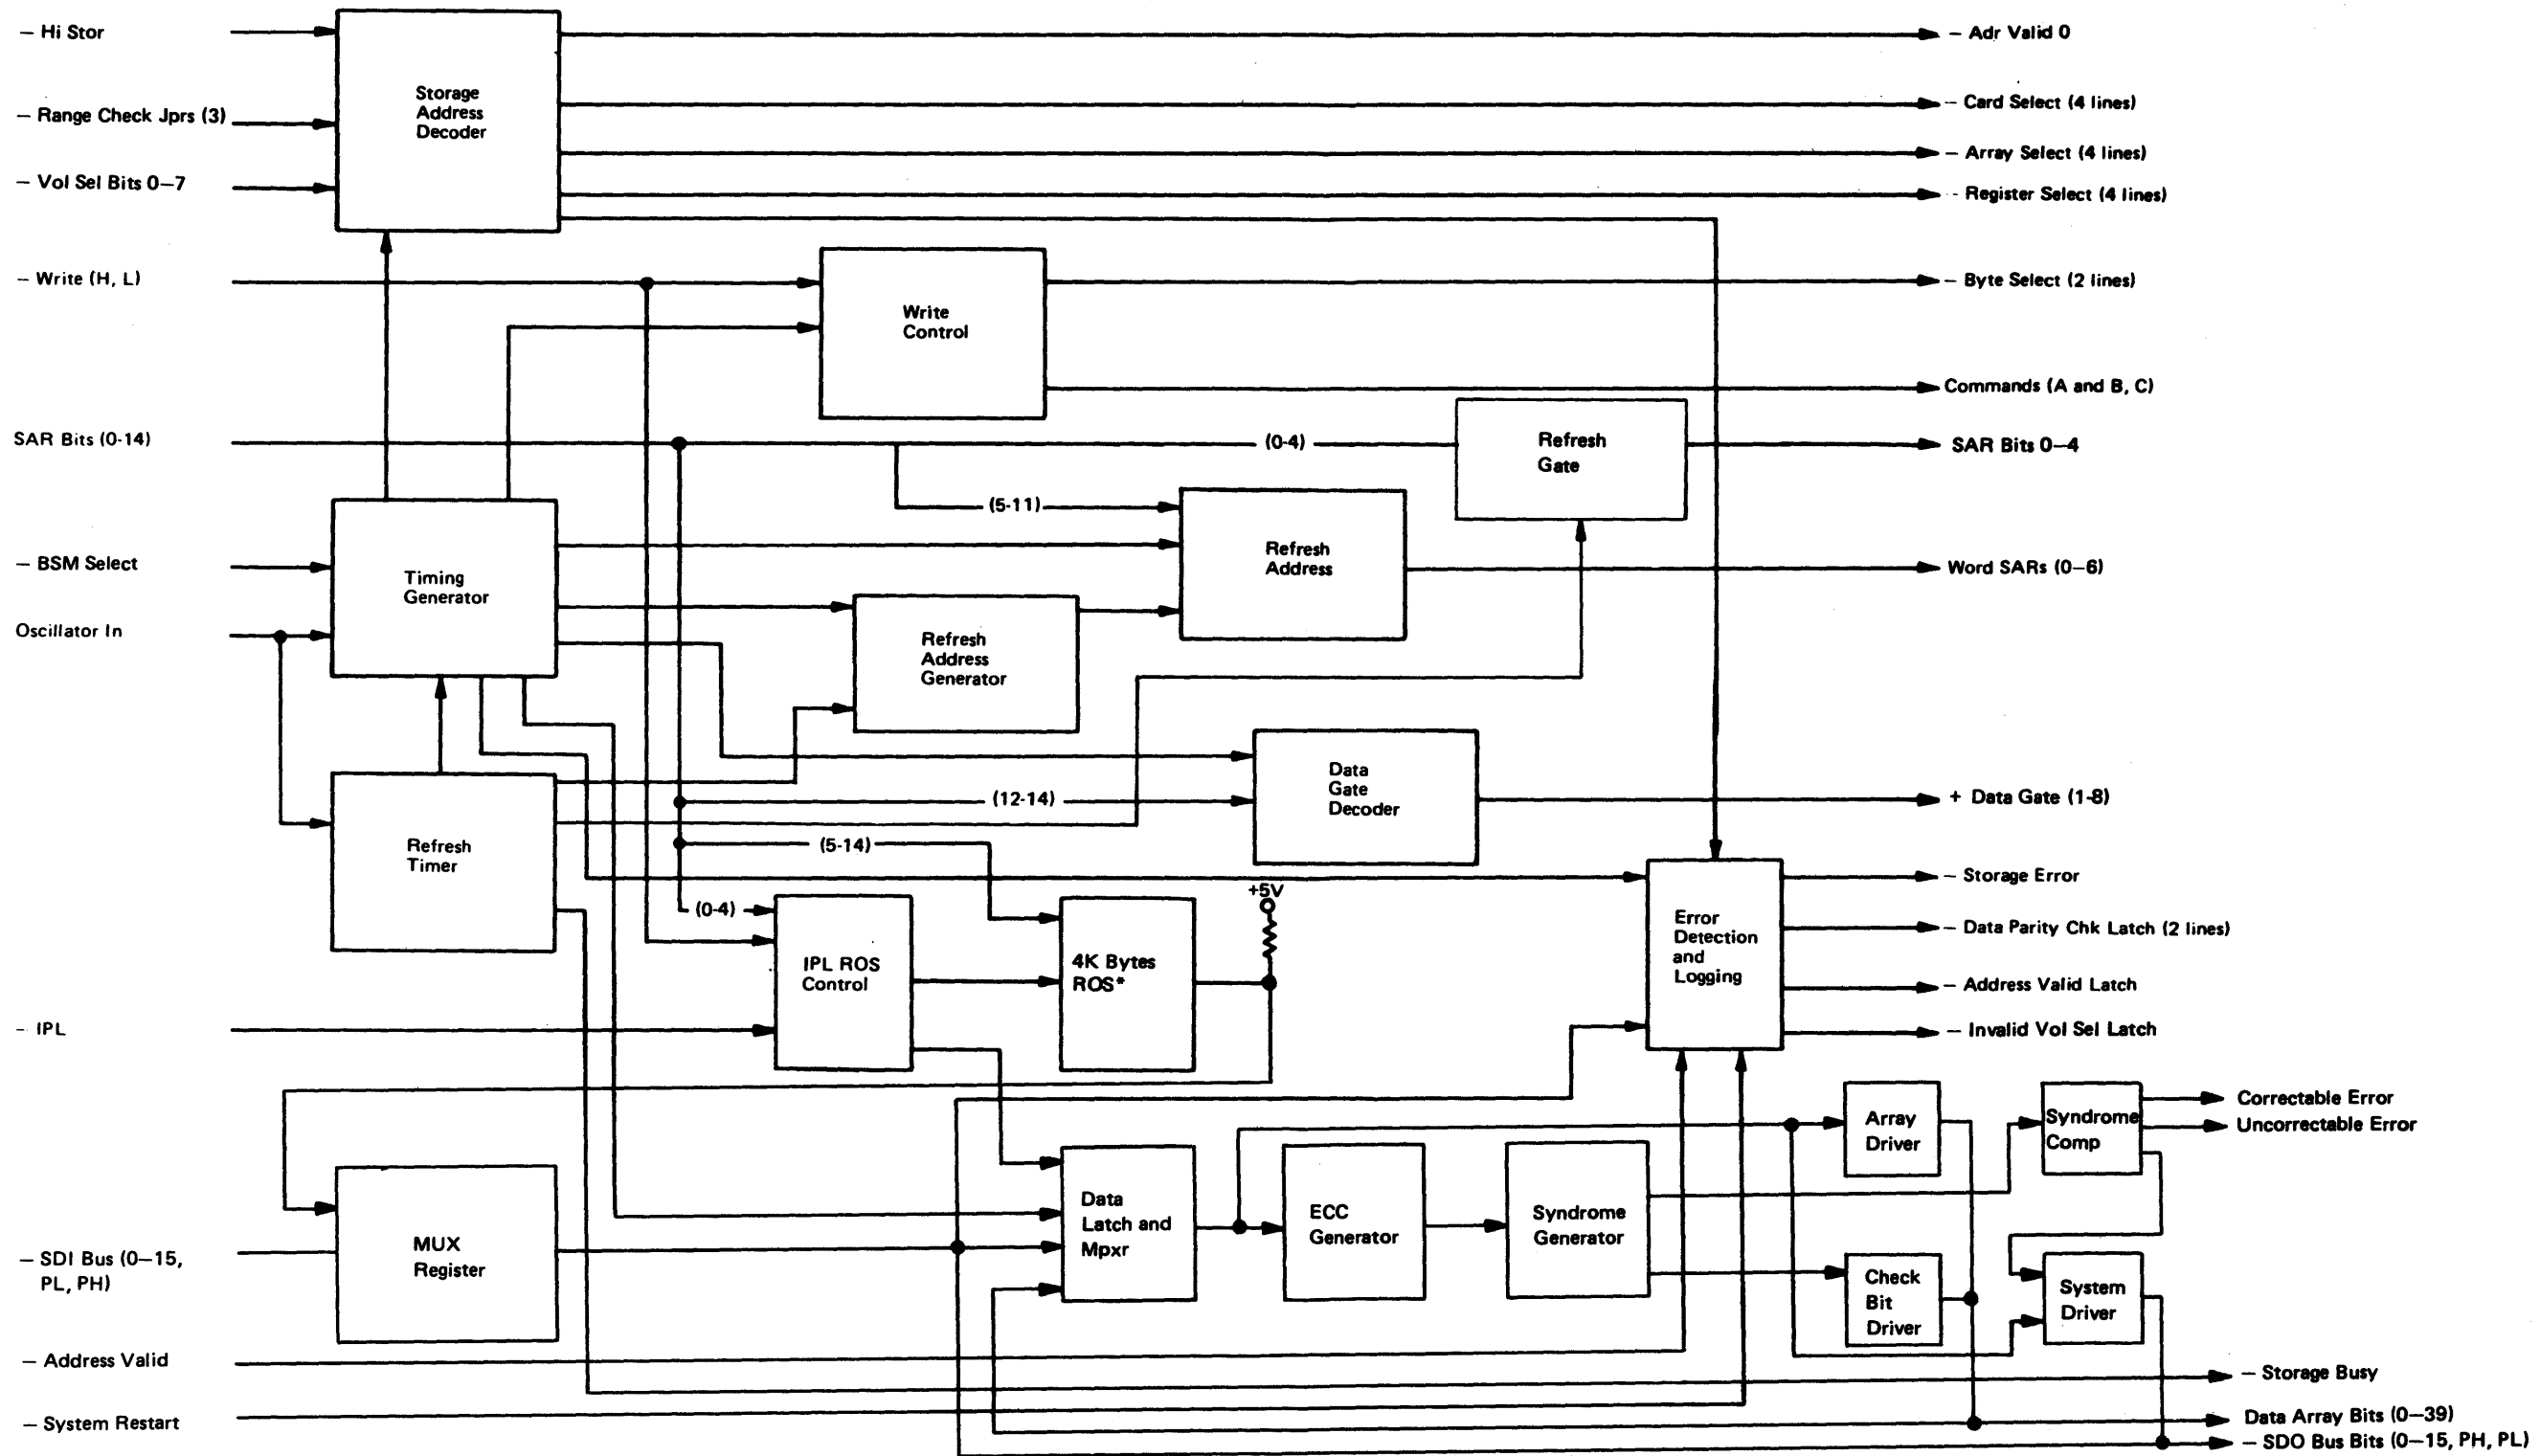 — Hi Stor
— Range Check Jprs (3)
— Vol Sel Bits 0—7
Storage
Address
Decoder
— Adr Valid 0
— Card Select (4 lines)
— Array Select (4 lines)
- Register Select (4 lines)
— Write (H, L)
Write
Control
— Byte Select (2 lines)
Commands (A and B, C)
SAR Bits (0-14)
(0-4)
Refresh
Gate
SAR Bits 0—4
(5-11)
— BSM Select
Oscillator In
Timing
Generator
Refresh
Address
Word SARs (0—6)
Refresh
Address
Generator
Data
Gate
Decoder
(12-14)
+ Data Gate (1-8)
Refresh
Timer
(5-14)
(0-4)
+5V
IPL ROS
Control
4K Bytes
ROS*
Error
Detection
and
Logging
— Storage Error
— Data Parity Chk Latch (2 lines)
— Address Valid Latch
— Invalid Vol Sel Latch
- IPL
Array
Driver
Syndrome
Comp
Correctable Error
Uncorrectable Error
— SDI Bus (0—15,
PL, PH)
MUX
Register
Data
Latch and
Mpxr
ECC
Generator
Syndrome
Generator
Check
Bit
Driver
System
Driver
— Address Valid
— System Restart
— Storage Busy
Data Array Bits (0—39)
— SDO Bus Bits (0—15, PH, PL)